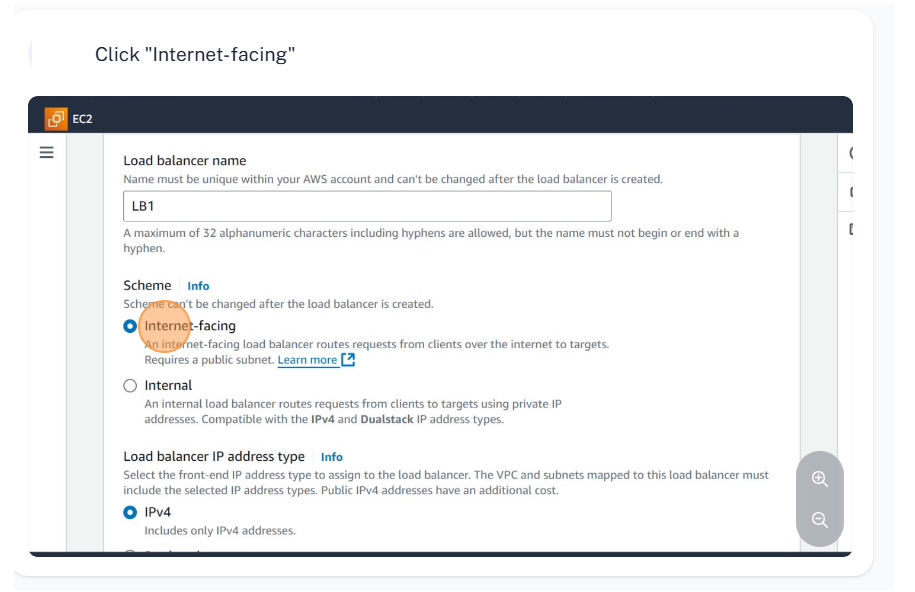 Click "Internet-facing"
EC2
Load balancer name
Name must be unique within your AWS account and can't be changed after the load balancer is created.
LB1
A maximum of 32 alphanumeric characters including hyphens are allowed, but the name must not begin or end with a
hyphen.
Scheme Info
Scheme can't be changed after the load balancer is created.
Internet-facing
An internet-facing load balancer routes requests from clients over the internet to targets.
Requires a public subnet. Learn more
Internal
An internal load balancer routes requests from clients to targets using private IP
addresses. Compatible with the IPv4 and Dualstack IP address types.
Load balancer IP address type Info
Select the front-end IP address type to assign to the load balancer. The VPC and subnets mapped to this load balancer must
include the selected IP address types. Public IPv4 addresses have an additional cost.
IPv4
Includes only IPv4 addresses.